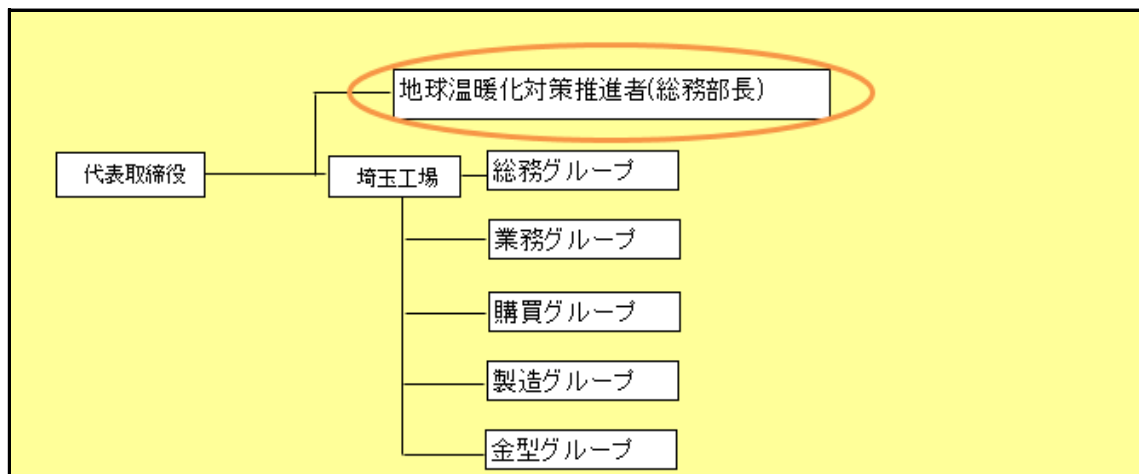 地球温暖化対策推進者(総務部長)
代表取締役
埼玉工場
総務グループ
業務グループ
購買グループ
製造グループ
金型グループ